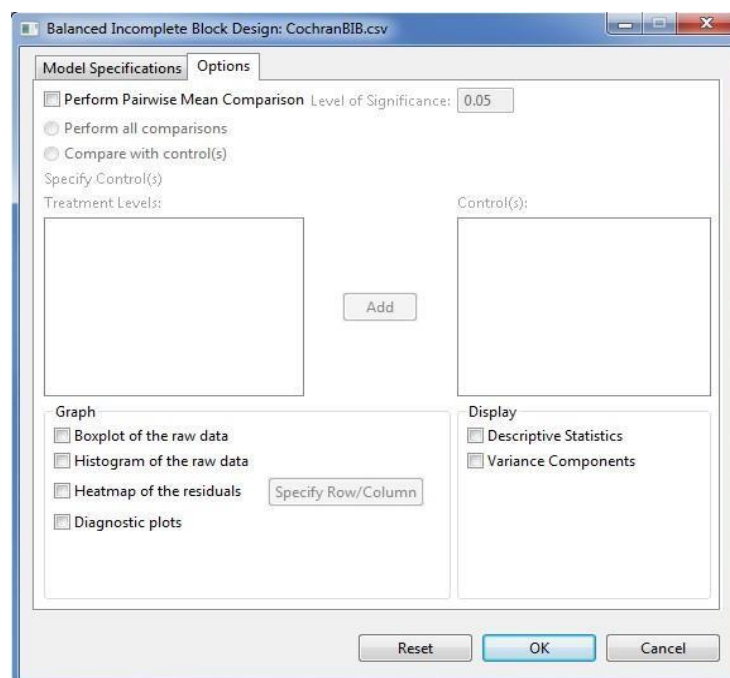 Balanced Incomplete Block Design: CochranBIB.csv
Model Specifications Options
Perform Pairwise Mean Comparison Level of Significance: 0.05
Perform all comparisons
Compare with control(s)
Specify Control(s)
Treatment Levels: Control(s):
Add
Graph
Boxplot of the raw data
Histogram of the raw data
Heatmap of the residuals Specify Row/Column
Diagnostic plots
Display
Descriptive Statistics
Variance Components
Reset OK Cancel